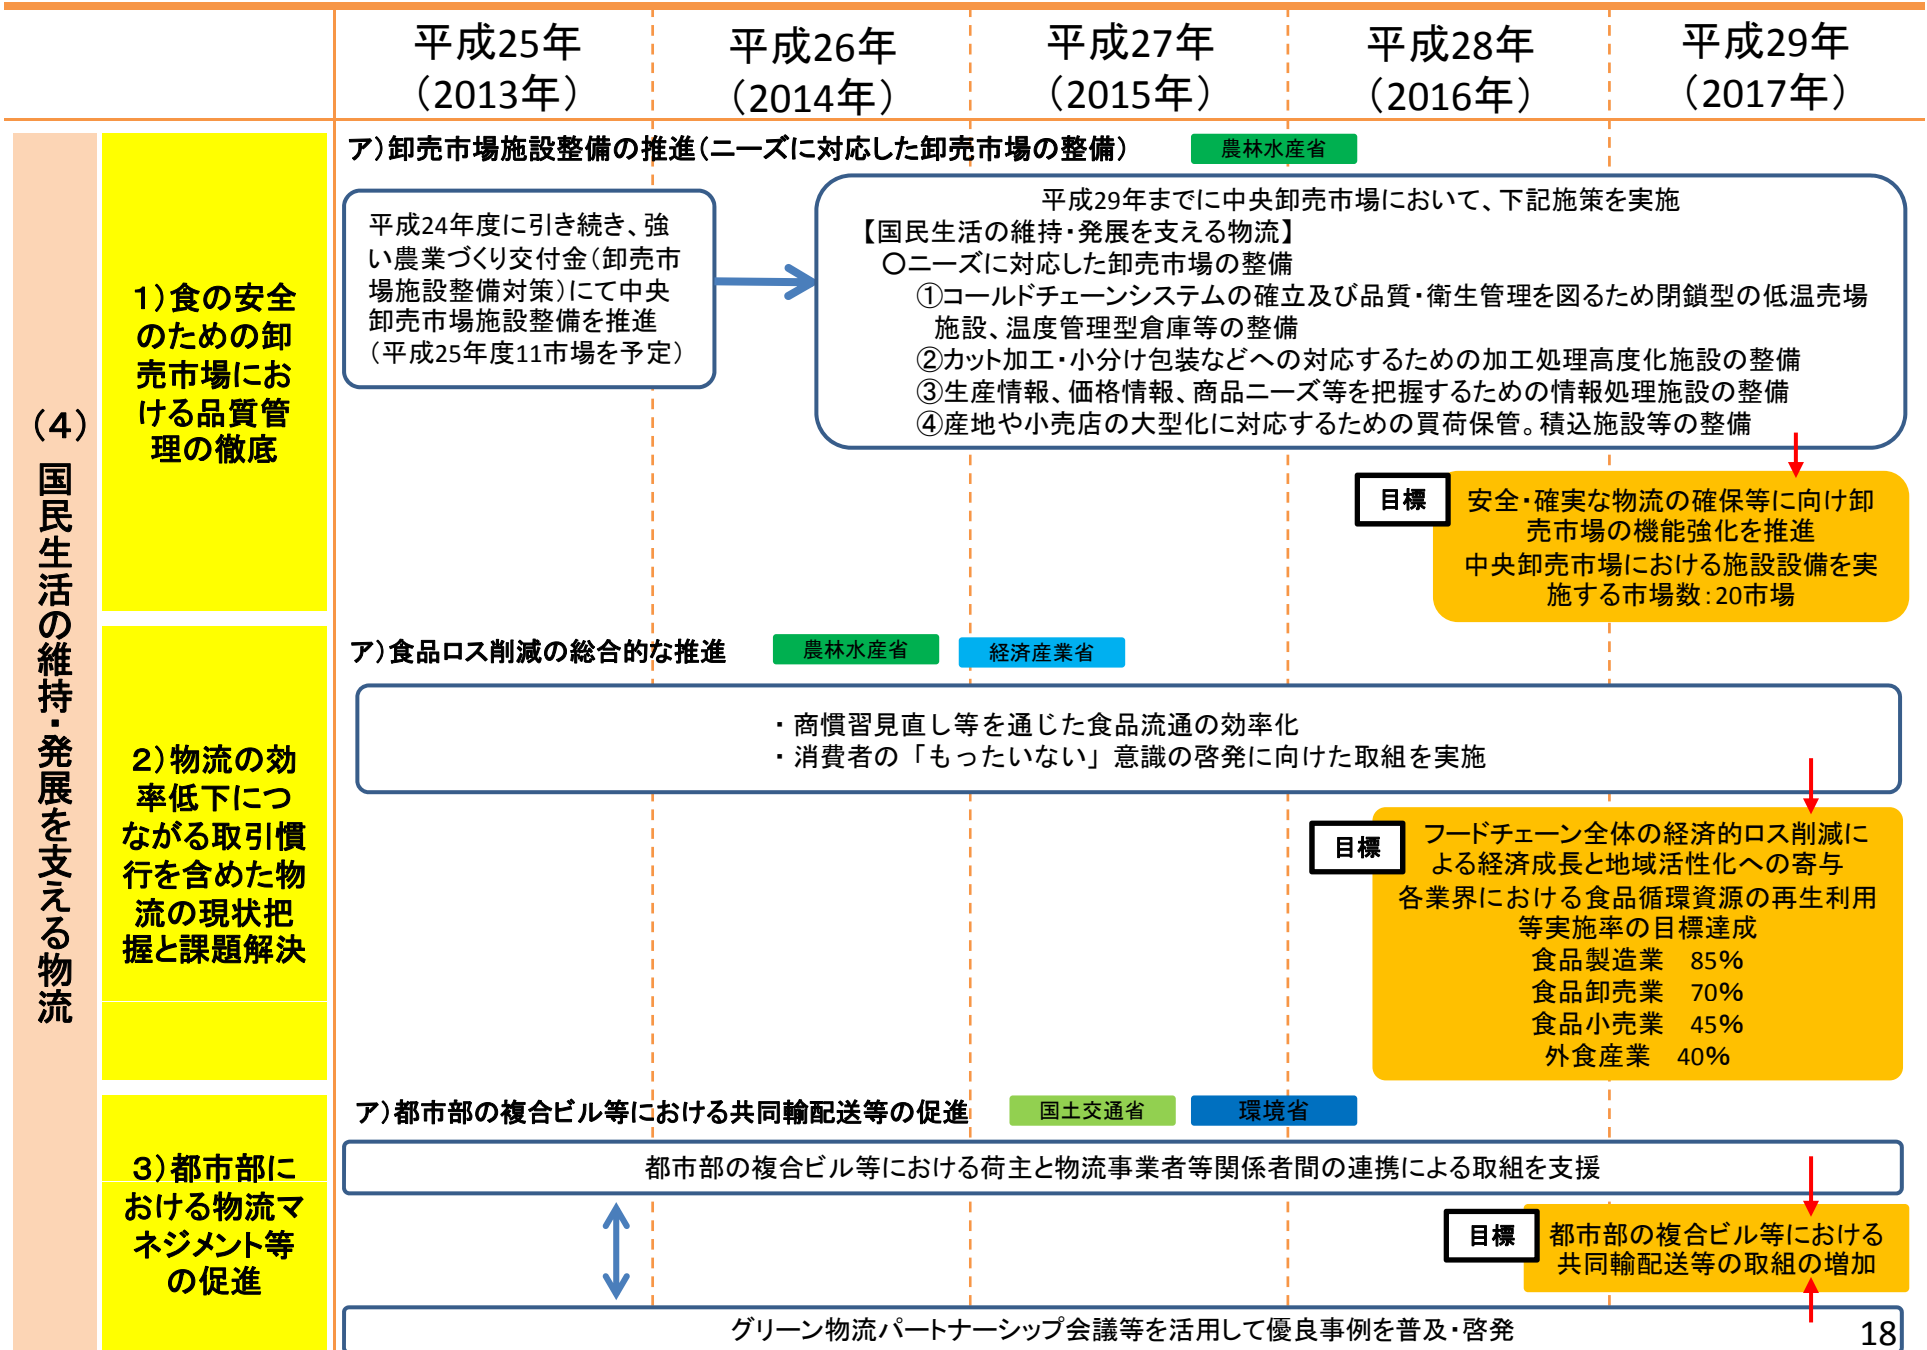 平成25年
(2013年)
平成26年
(2014年)
平成27年
(2015年)
平成28年
(2016年)
平成29年
(2017年)
(4) 国民生活の維持・発展を支える物流
1)食の安全
のための卸
売市場にお
ける品質管
理の徹底
ア)卸売市場施設整備の推進(ニーズに対応した卸売市場の整備)
農林水産省
平成24年度に引き続き、強
い農業づくり交付金(卸売市
場施設整備対策)にて中央
卸売市場施設整備を推進
(平成25年度11市場を予定)
平成29年までに中央卸売市場において、下記施策を実施
【国民生活の維持・発展を支える物流】
〇ニーズに対応した卸売市場の整備
①コールドチェーンシステムの確立及び品質・衛生管理を図るため閉鎖型の低温売場
施設、温度管理型倉庫等の整備
②カット加工・小分け包装などへの対応するための加工処理高度化施設の整備
③生産情報、価格情報、商品ニーズ等を把握するための情報処理施設の整備
④産地や小売店の大型化に対応するための買荷保管。積込施設等の整備
目標
安全・確実な物流の確保等に向け卸
売市場の機能強化を推進
中央卸売市場における施設設備を実
施する市場数:20市場
2)物流の効
率低下につ
ながる取引慣
行を含めた物
流の現状把
握と課題解決
ア)食品ロス削減の総合的な推進
農林水産省
経済産業省
・商慣習見直し等を通じた食品流通の効率化
・消費者の「もったいない」意識の啓発に向けた取組を実施
目標
フードチェーン全体の経済的ロス削減に
よる経済成長と地域活性化への寄与
各業界における食品循環資源の再生利用
等実施率の目標達成
食品製造業 85%
食品卸売業 70%
食品小売業 45%
外食産業 40%
3)都市部に
おける物流マ
ネジメント等
の促進
ア)都市部の複合ビル等における共同輸配送等の促進
国土交通省
環境省
都市部の複合ビル等における荷主と物流事業者等関係者間の連携による取組を支援
目標
都市部の複合ビル等における
共同輸配送等の取組の増加
グリーン物流パートナーシップ会議等を活用して優良事例を普及・啓発
18